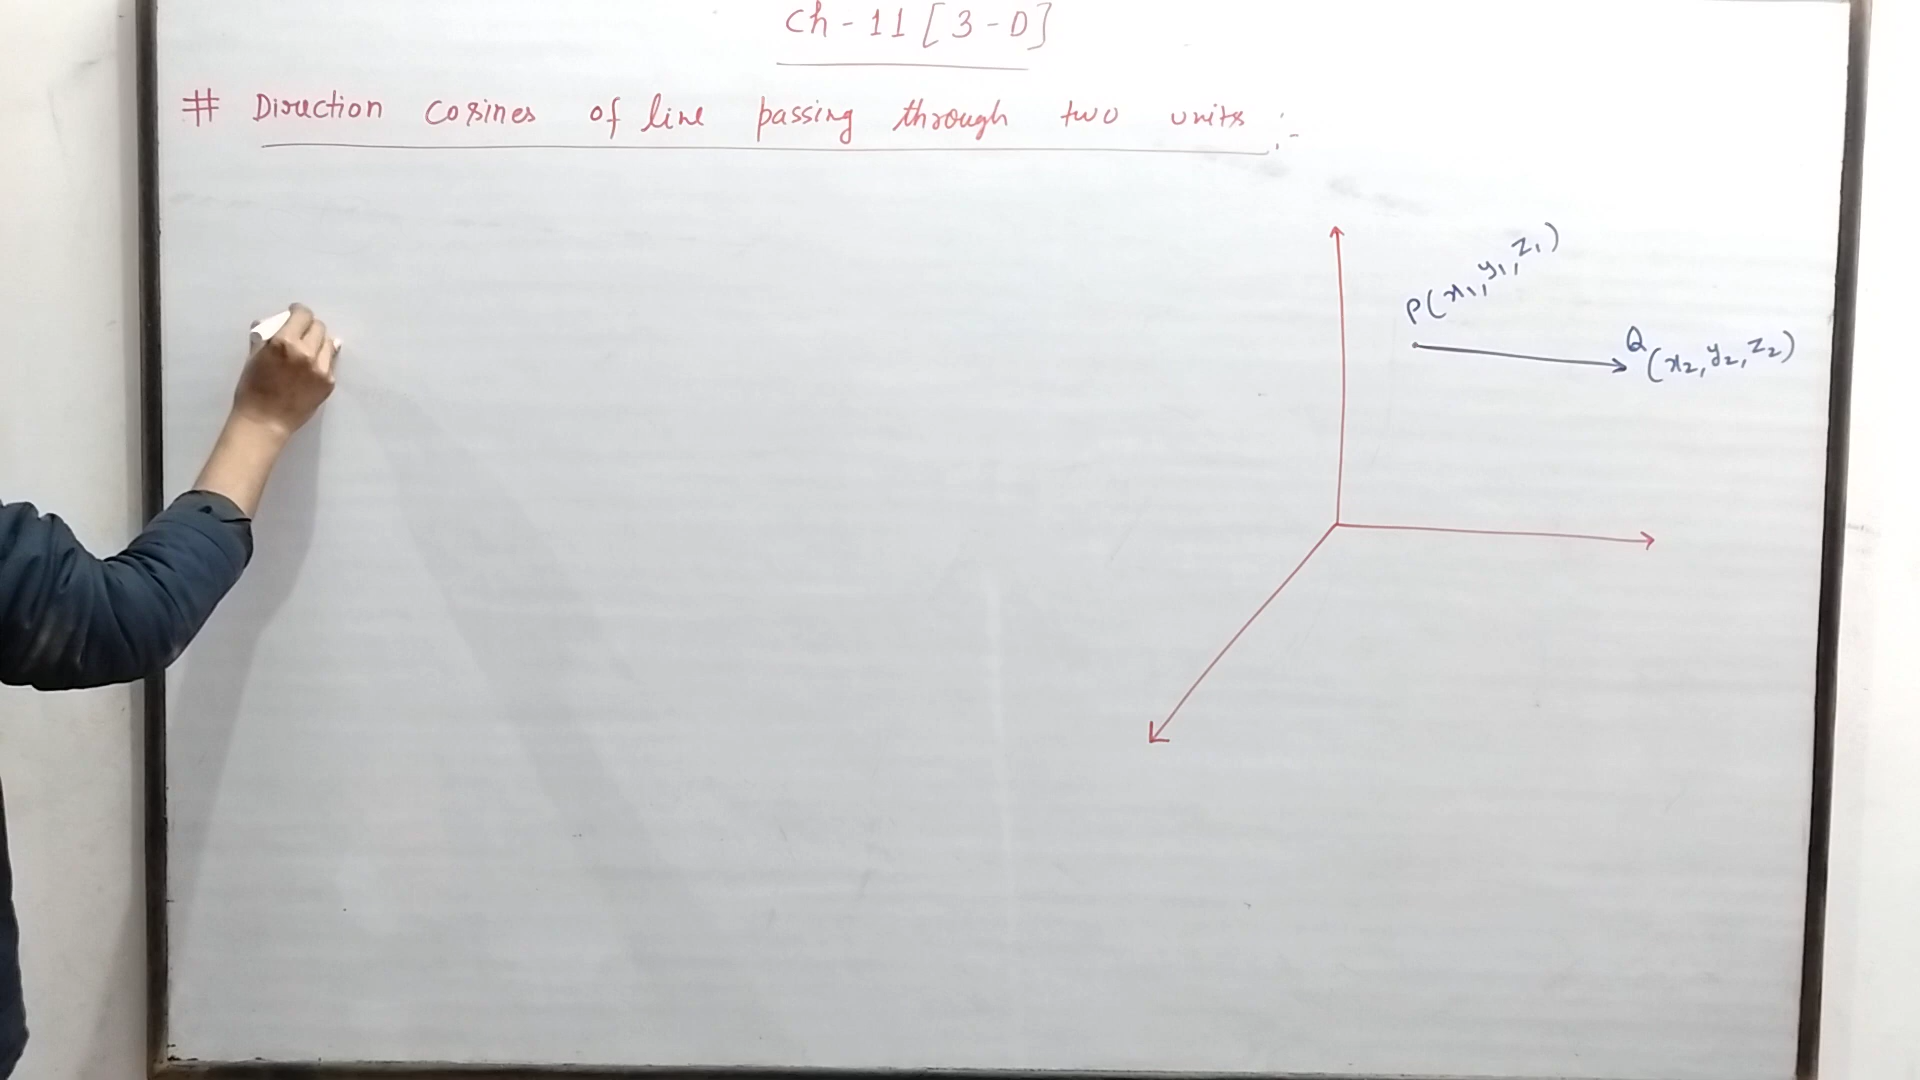 Ch - 11 [3 - D]
# Direction cosines of line passing through two units :-
P(x₁, y₁, z₁)
Q(x₂, y₂, z₂)